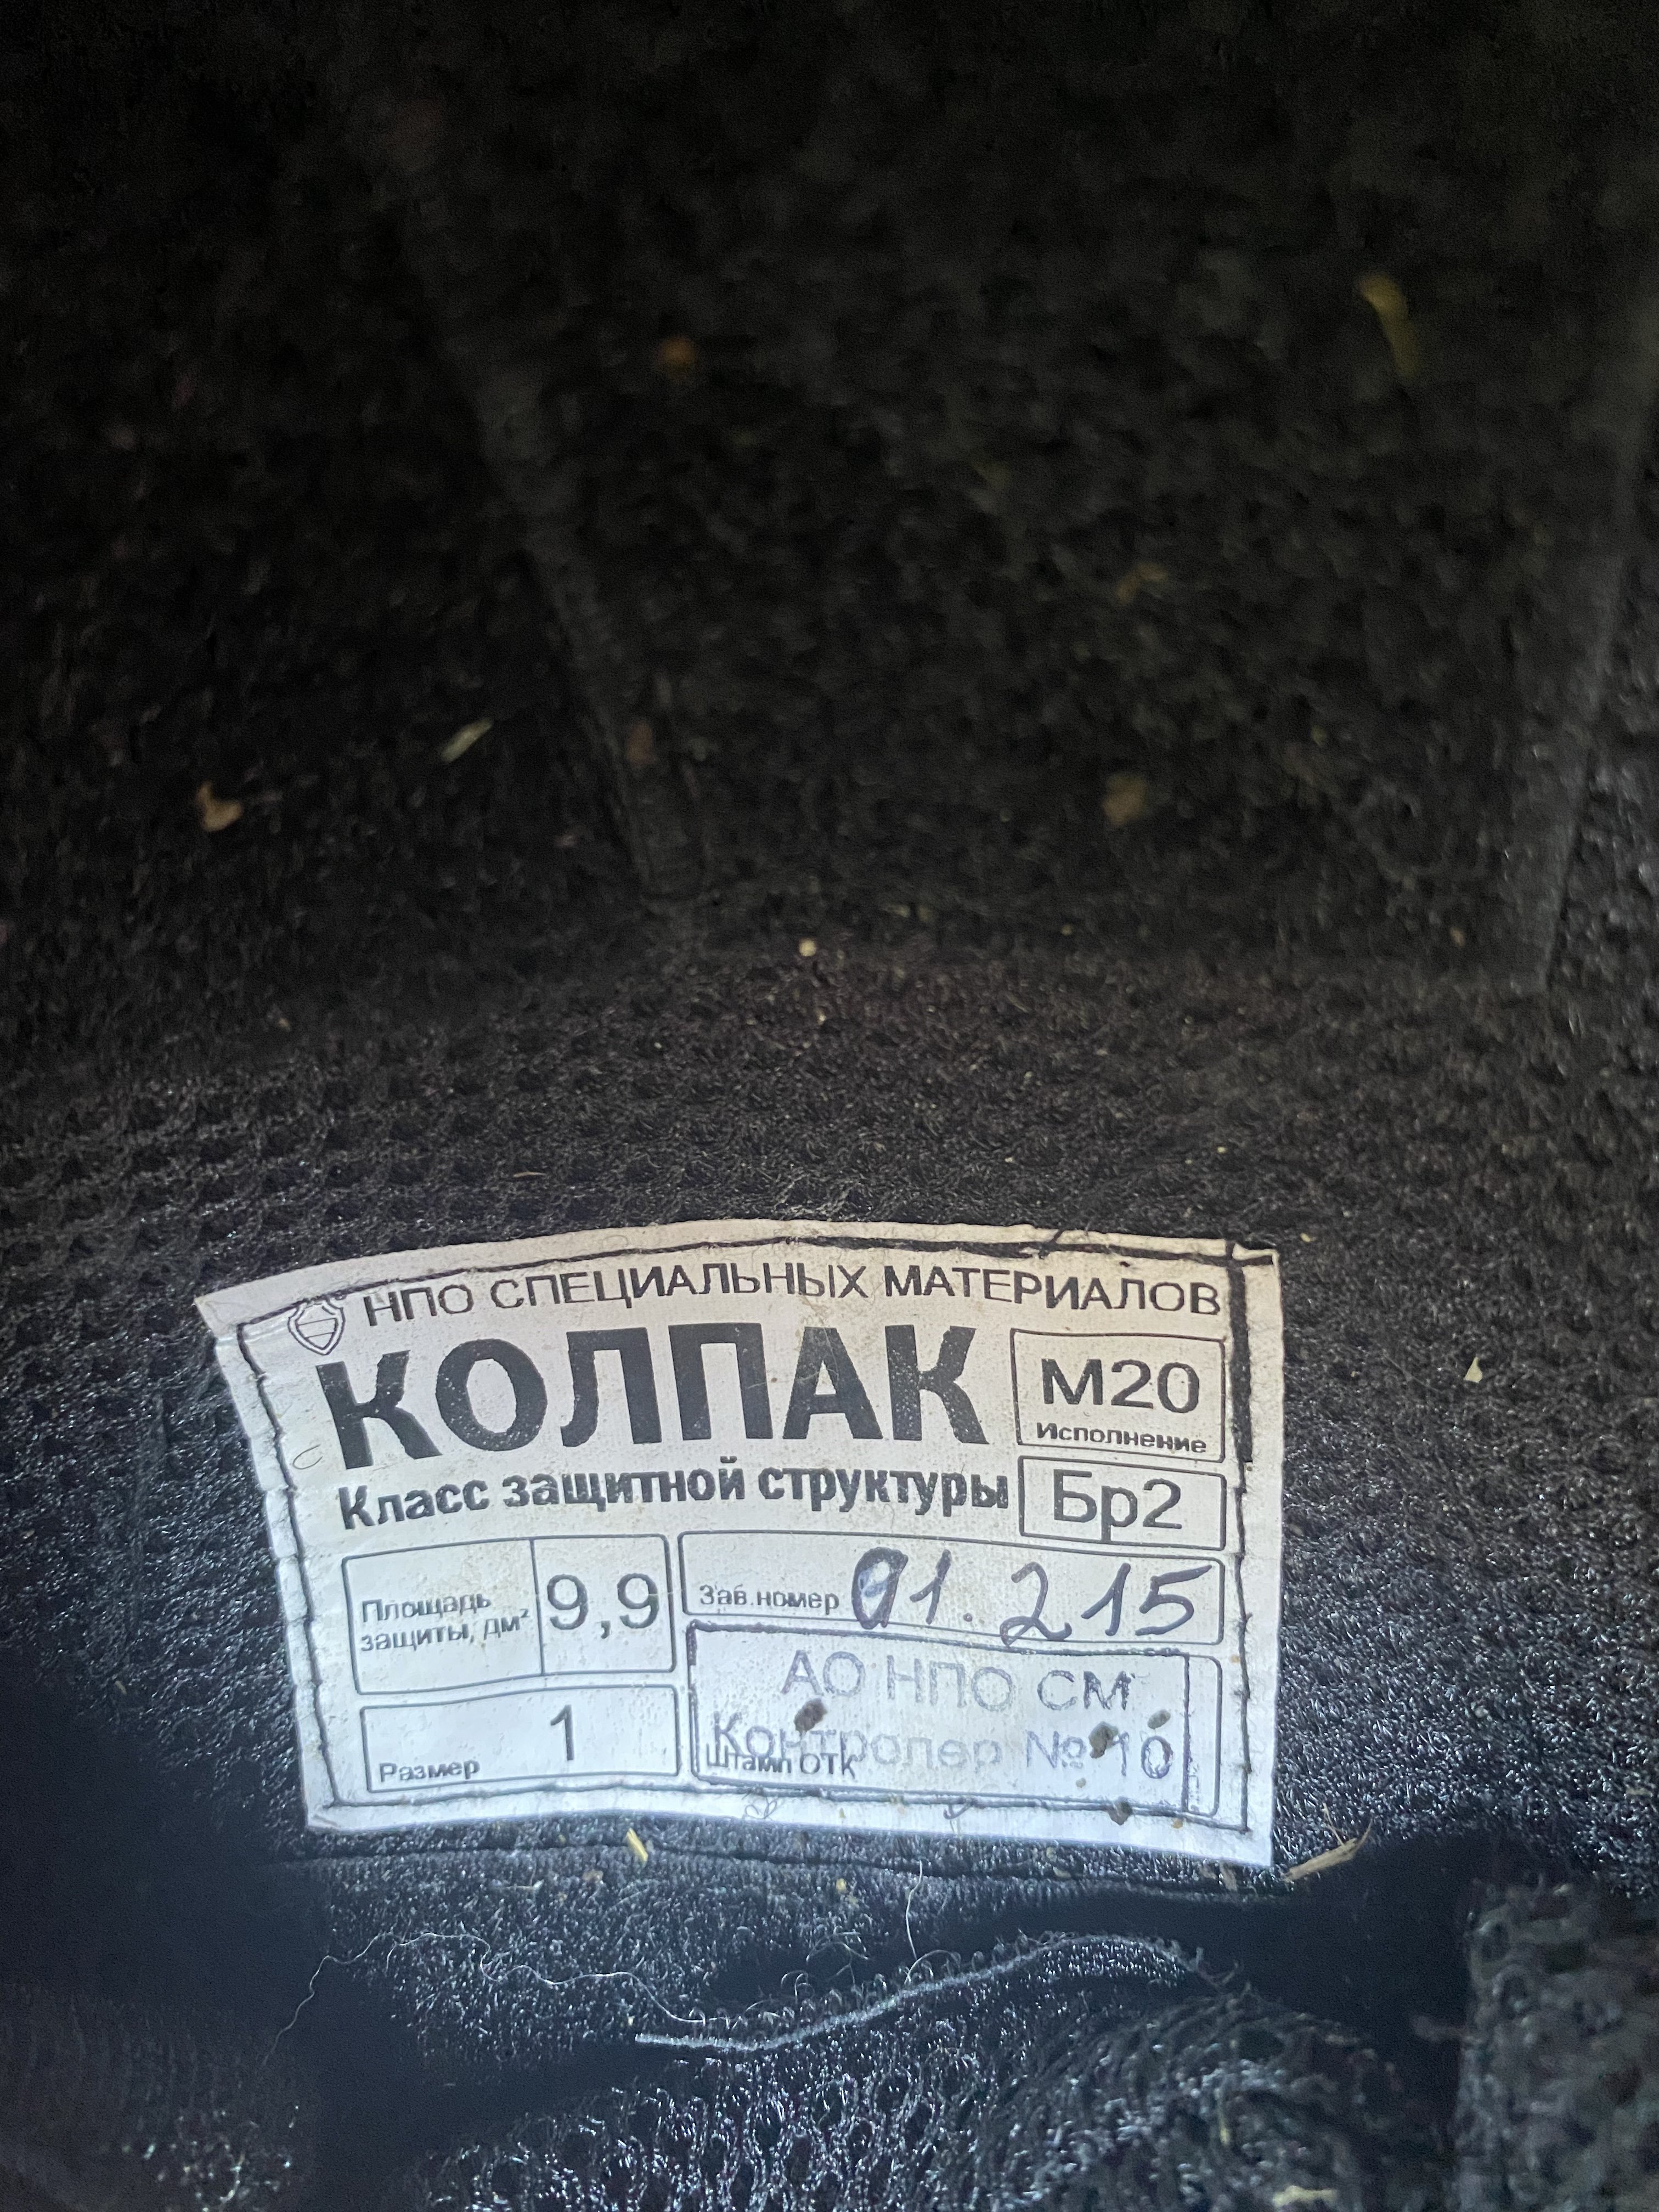 НПО СПЕЦИАЛЬНЫХ МАТЕРИАЛОВ
КОЛПАК
М20
Исполнение
Класс защитной структуры
Бр2
Площадь
защиты, дм²
9,9
Зав.номер 91.215
Размер 1
АО НПО СМ
Контролер № 10
Штамп ОТК